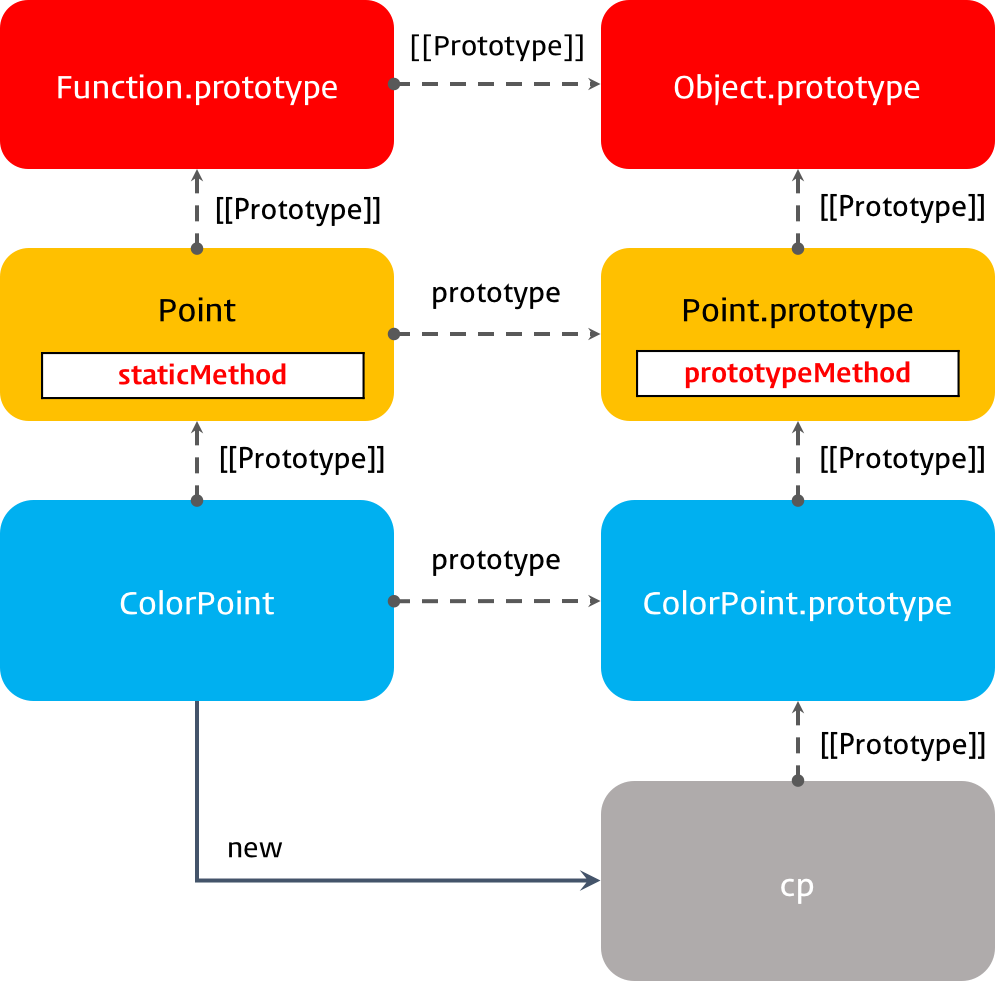 [[Prototype]]
Function.prototype
Object.prototype
[[Prototype]]
[[Prototype]]
Point
prototype
Point.prototype
staticMethod
prototypeMethod
[[Prototype]]
[[Prototype]]
prototype
ColorPoint
ColorPoint.prototype
[[Prototype]]
new
cp